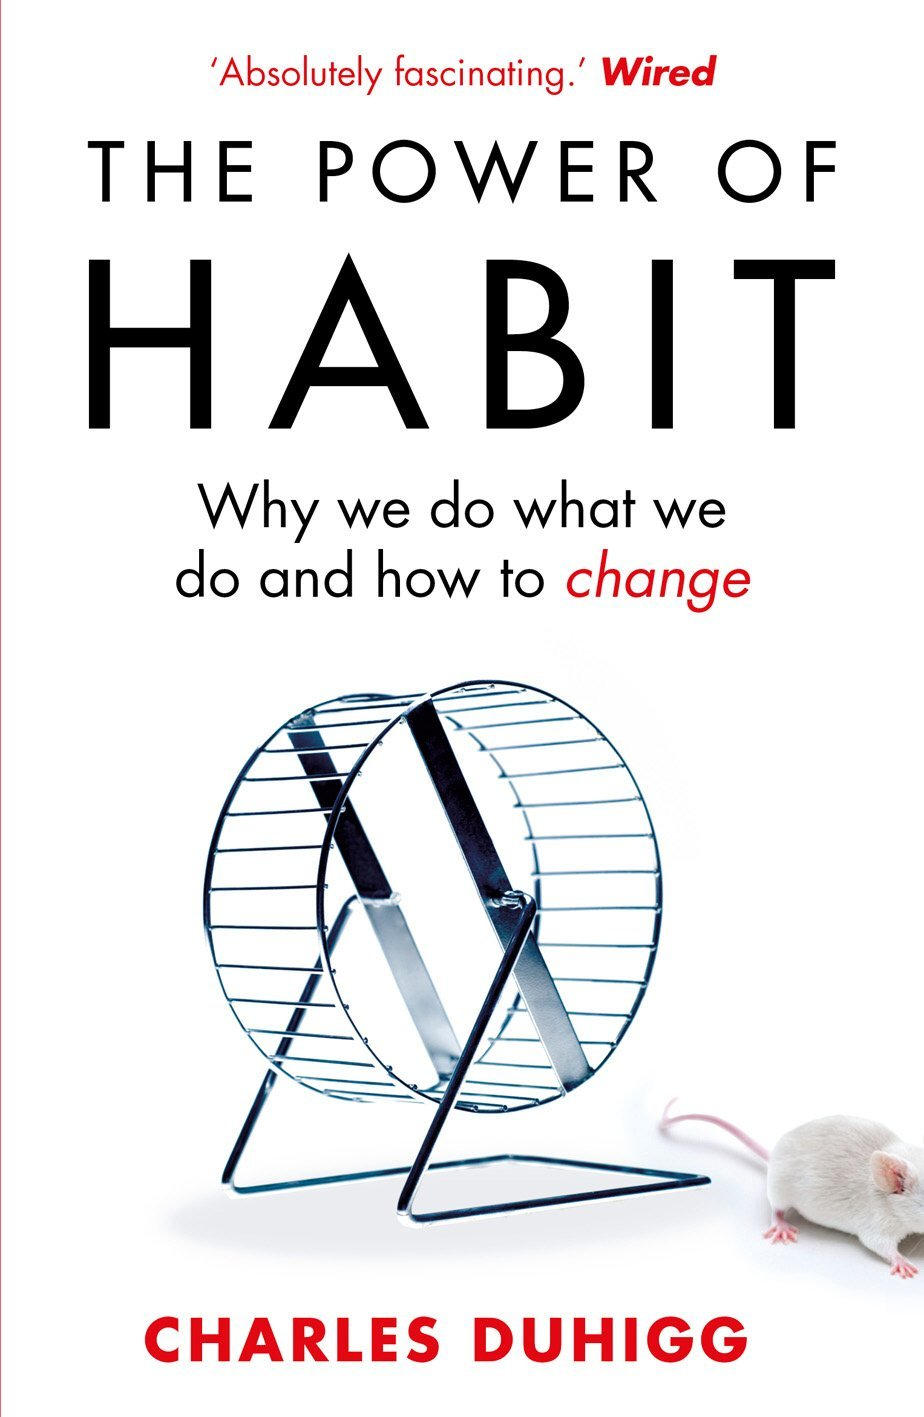 ‘Absolutely fascinating.’ Wired
THE POWER OF
HABIT
Why we do what we
do and how to change
CHARLES DUHIGG